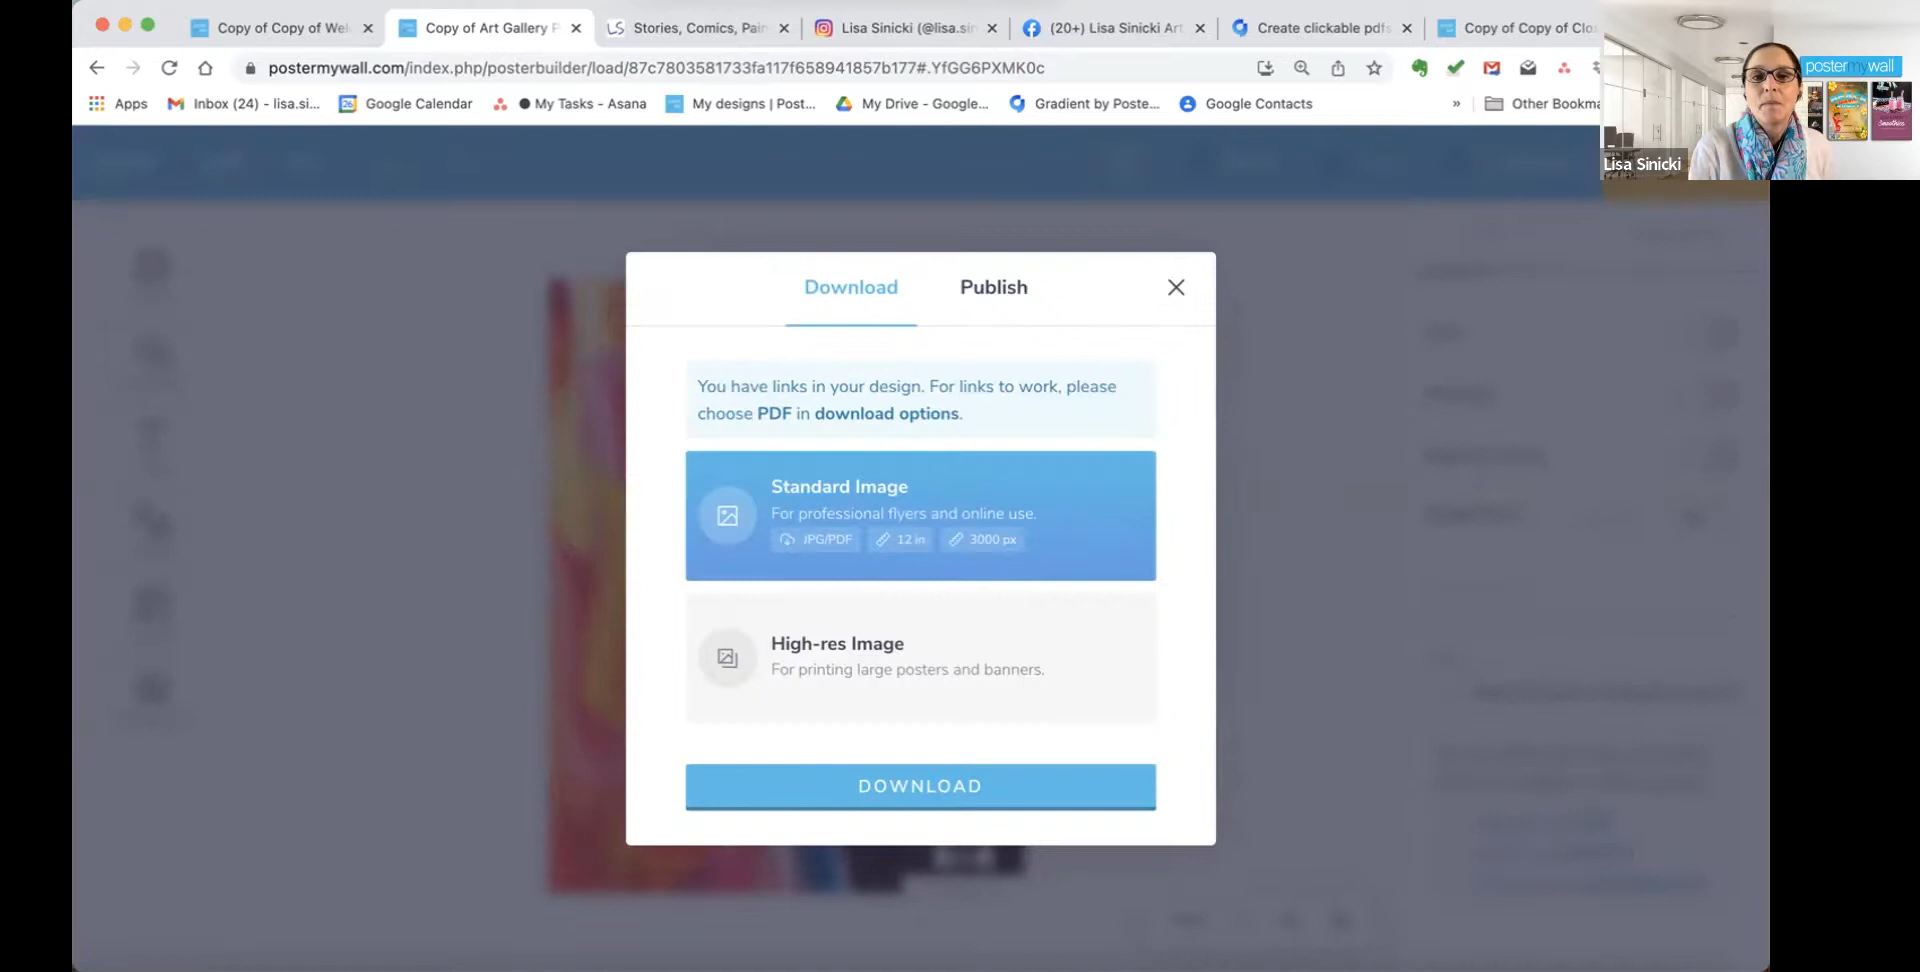 Copy of Copy of Wel
Copy of Art Gallery P
Stories, Comics, Pain
Lisa Sinicki (@lisa.sin
(20+) Lisa Sinicki Art
Create clickable pdfs
Copy of Copy of Clo
postermywall.com/index.php/posterbuilder/load/87c7803581733fa117f658941857b177#.YfGG6PXMK0c
Apps
Inbox (24) - lisa.si...
Google Calendar
My Tasks - Asana
My designs | Post...
My Drive - Google...
Gradient by Poste...
Google Contacts
»
Other Bookma
postermywall
Smoothies
Lisa Sinicki
Download
Publish
You have links in your design. For links to work, please
choose PDF in download options.
Standard Image
For professional flyers and online use.
JPG/PDF
12 in
3000 px
High-res Image
For printing large posters and banners.
DOWNLOAD